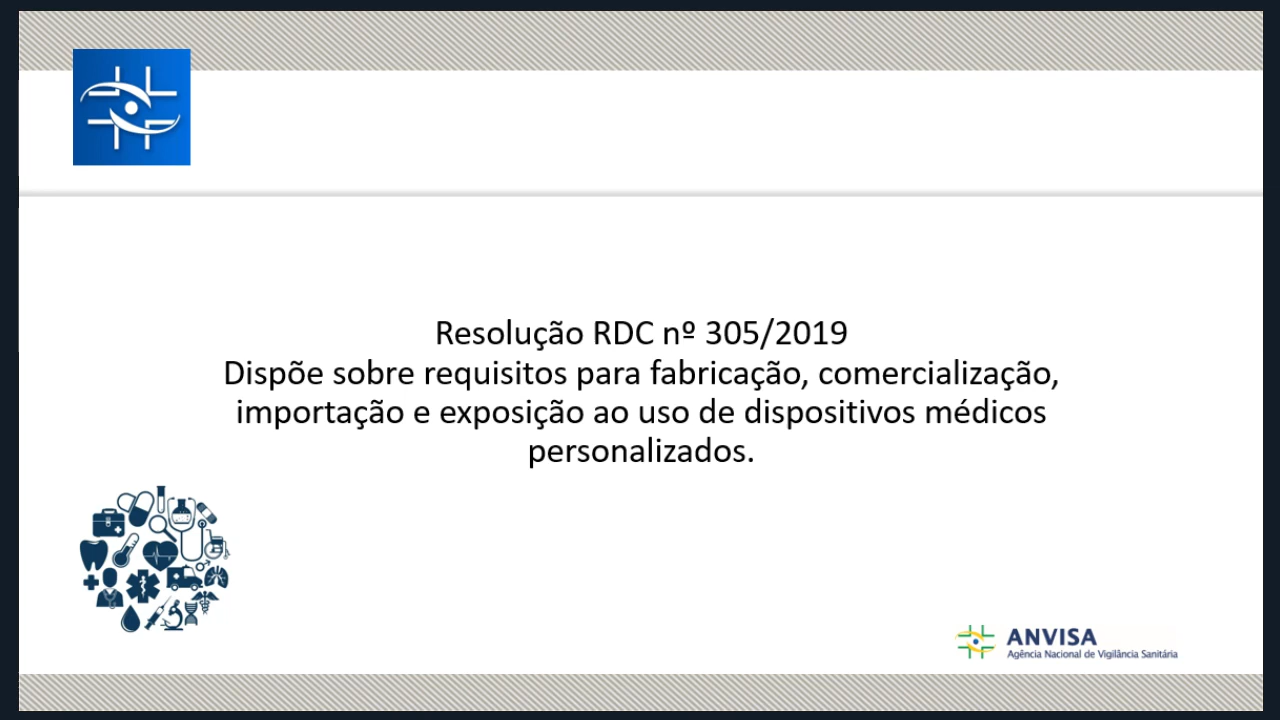 Resolução RDC nº 305/2019
Dispõe sobre requisitos para fabricação, comercialização,
importação e exposição ao uso de dispositivos médicos
personalizados.
ANVISA
Agência Nacional de Vigilância Sanitária